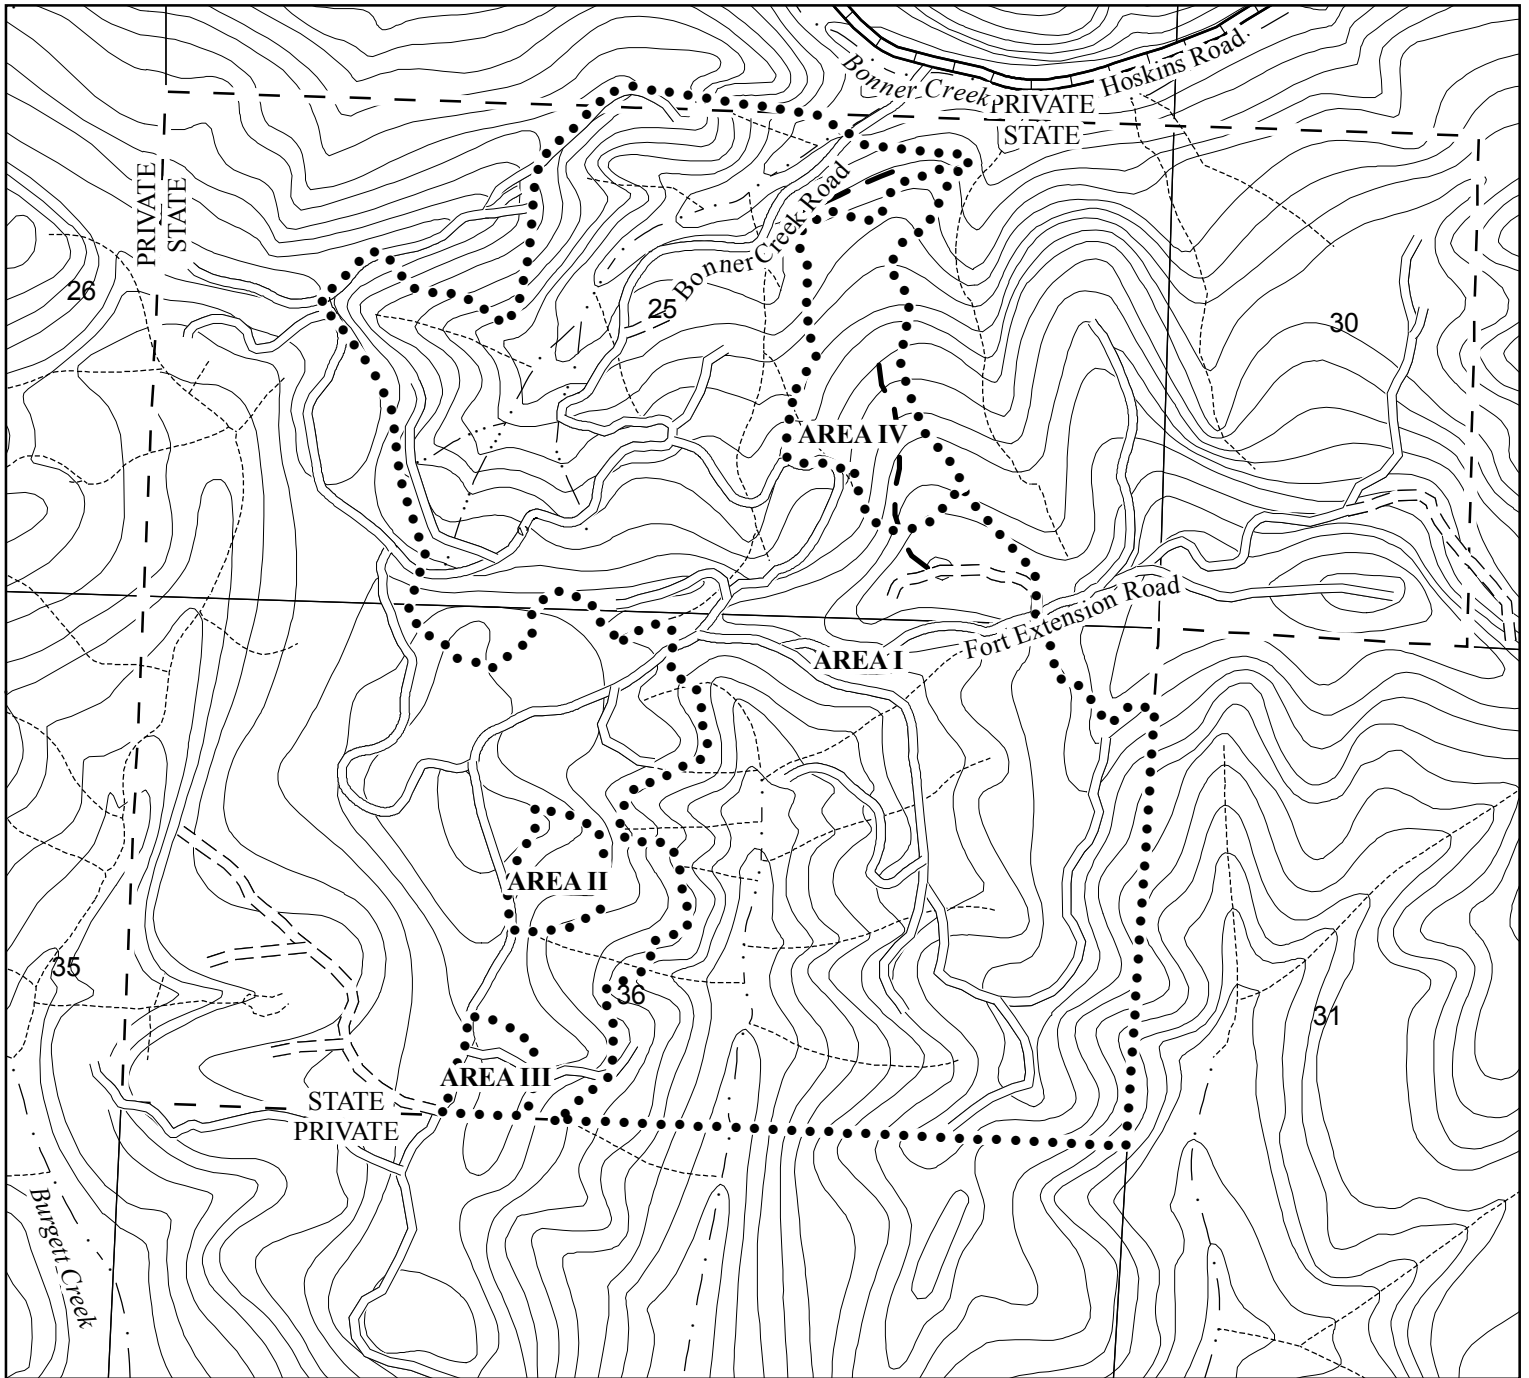 Bonner Creek
Hoskins Road
PRIVATE
STATE
PRIVATE
STATE
Bonner Creek Road
26
25
30
AREA IV
Fort Extension Road
AREA I
AREA II
35
36
31
AREA III
STATE
PRIVATE
Burgett Creek